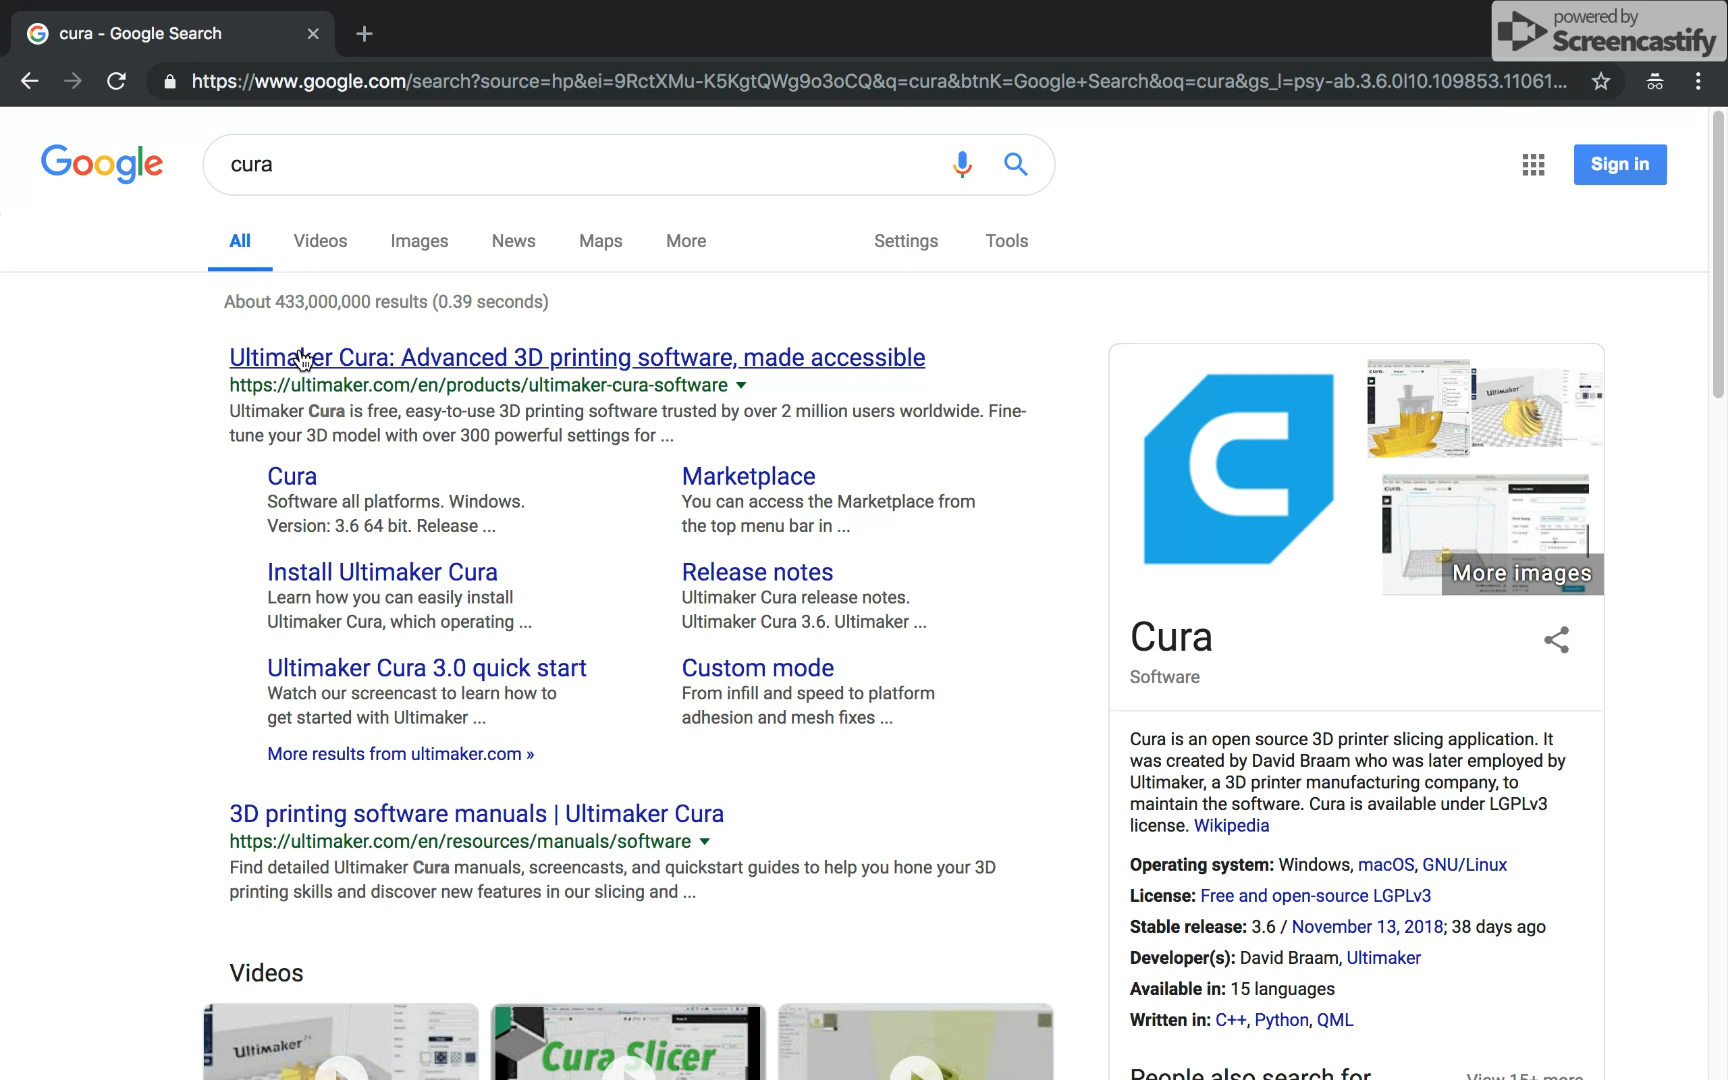 cura - Google Search
powered by
Screencastify
https://www.google.com/search?source=hp&ei=9RctXMu-K5KgtQWg9o3oCQ&q=cura&btnK=Google+Search&oq=cura&gs_l=psy-ab.3.6.0l10.109853.11061...
Google
cura
Sign in
All Videos Images News Maps More Settings Tools
About 433,000,000 results (0.39 seconds)
Ultimaker Cura: Advanced 3D printing software, made accessible
https://ultimaker.com/en/products/ultimaker-cura-software
Ultimaker Cura is free, easy-to-use 3D printing software trusted by over 2 million users worldwide. Fine-
tune your 3D model with over 300 powerful settings for ...
Cura
Software all platforms. Windows.
Version: 3.6 64 bit. Release ...
Marketplace
You can access the Marketplace from
the top menu bar in ...
Install Ultimaker Cura
Learn how you can easily install
Ultimaker Cura, which operating ...
Release notes
Ultimaker Cura release notes.
Ultimaker Cura 3.6. Ultimaker ...
Ultimaker Cura 3.0 quick start
Watch our screencast to learn how to
get started with Ultimaker ...
Custom mode
From infill and speed to platform
adhesion and mesh fixes ...
More results from ultimaker.com »
3D printing software manuals | Ultimaker Cura
https://ultimaker.com/en/resources/manuals/software
Find detailed Ultimaker Cura manuals, screencasts, and quickstart guides to help you hone your 3D
printing skills and discover new features in our slicing and ...
Videos
Ultimaker
Cura Slicer
More images
Cura
Software
Cura is an open source 3D printer slicing application. It
was created by David Braam who was later employed by
Ultimaker, a 3D printer manufacturing company, to
maintain the software. Cura is available under LGPLv3
license. Wikipedia
Operating system: Windows, macOS, GNU/Linux
License: Free and open-source LGPLv3
Stable release: 3.6 / November 13, 2018; 38 days ago
Developer(s): David Braam, Ultimaker
Available in: 15 languages
Written in: C++, Python, QML
People also search for
View 15+ more